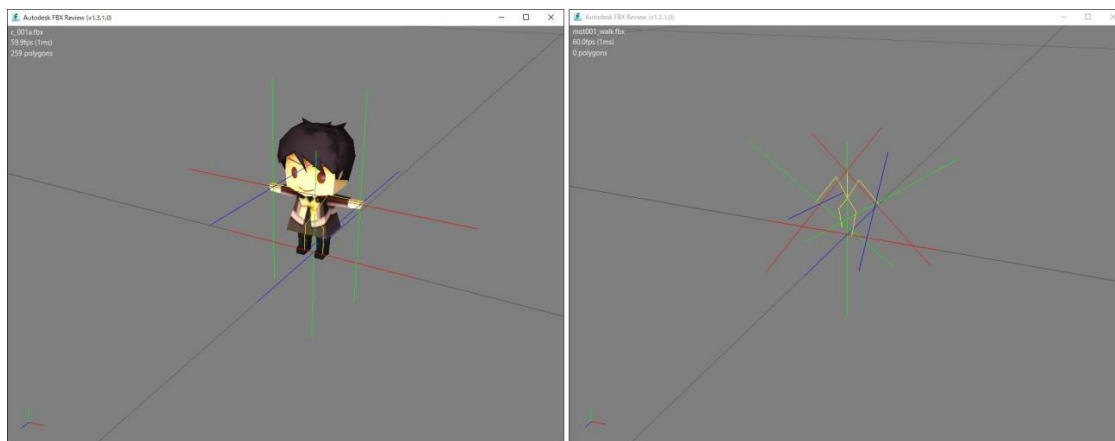 Autodesk FBX Review (v1.3.1.0)
c_001a.fbx
59.9fps (1ms)
259 polygons
Autodesk FBX Review (v1.3.1.0)
mot001_walk.fbx
60.0fps (1ms)
0 polygons